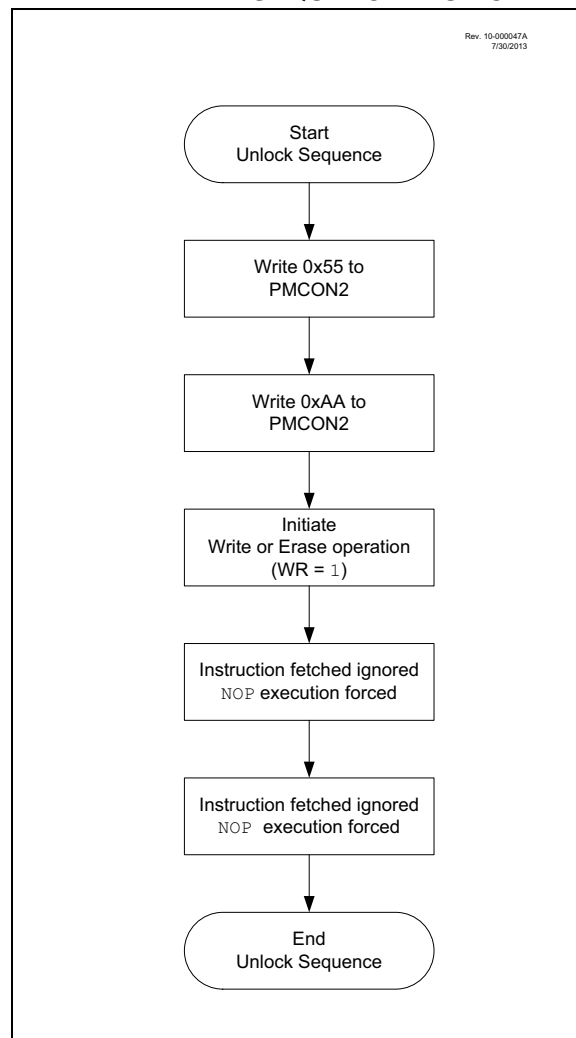 Rev. 10-000047A
7/30/2013
Start
Unlock Sequence
Write 0x55 to
PMCON2
Write 0xAA to
PMCON2
Initiate
Write or Erase operation
(WR = 1)
Instruction fetched ignored
NOP execution forced
Instruction fetched ignored
NOP execution forced
End
Unlock Sequence